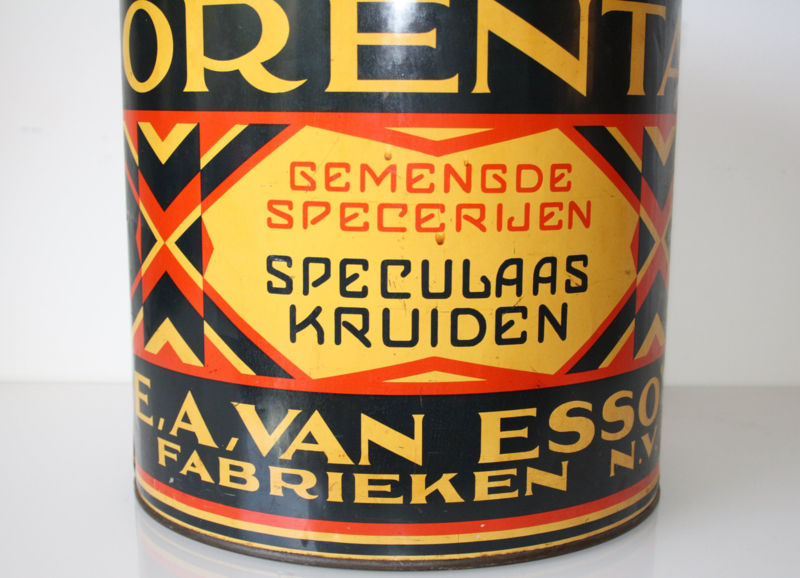 ORENTA
GEMENGDE
SPECERIJEN
SPECULAAS
KRUIDEN
E,A,VAN ESSO
FABRIEKEN N.V.